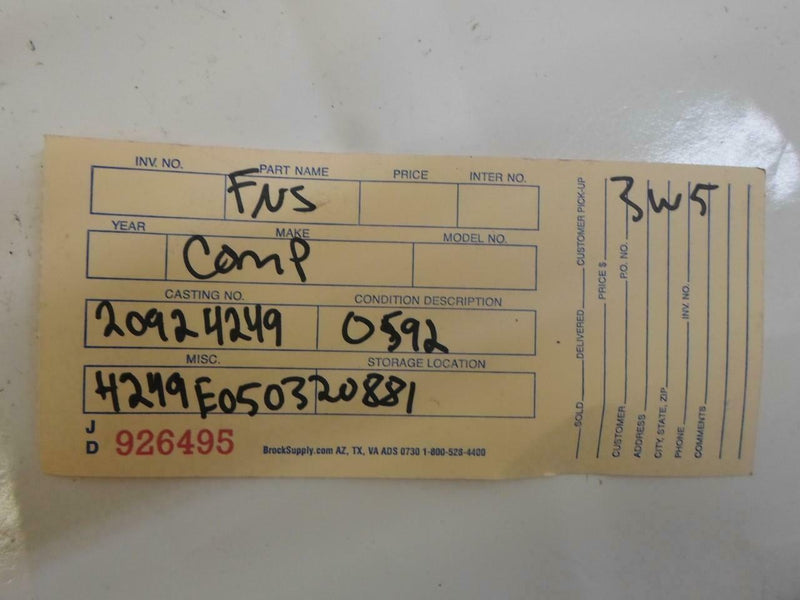 INV. NO. PART NAME PRICE INTER NO.
FNS
YEAR MAKE MODEL NO.
Comp
CASTING NO. CONDITION DESCRIPTION
20924249 0592
MISC. STORAGE LOCATION
4249E050320881
J
D 926495
BrockSupply.com AZ, TX, VA ADS 0730 1-800-528-4400
3W5
SOLD DELIVERED CUSTOMER PICK-UP
PRICE $
CUSTOMER P.O. NO.
ADDRESS
CITY, STATE, ZIP
PHONE INV. NO.
COMMENTS